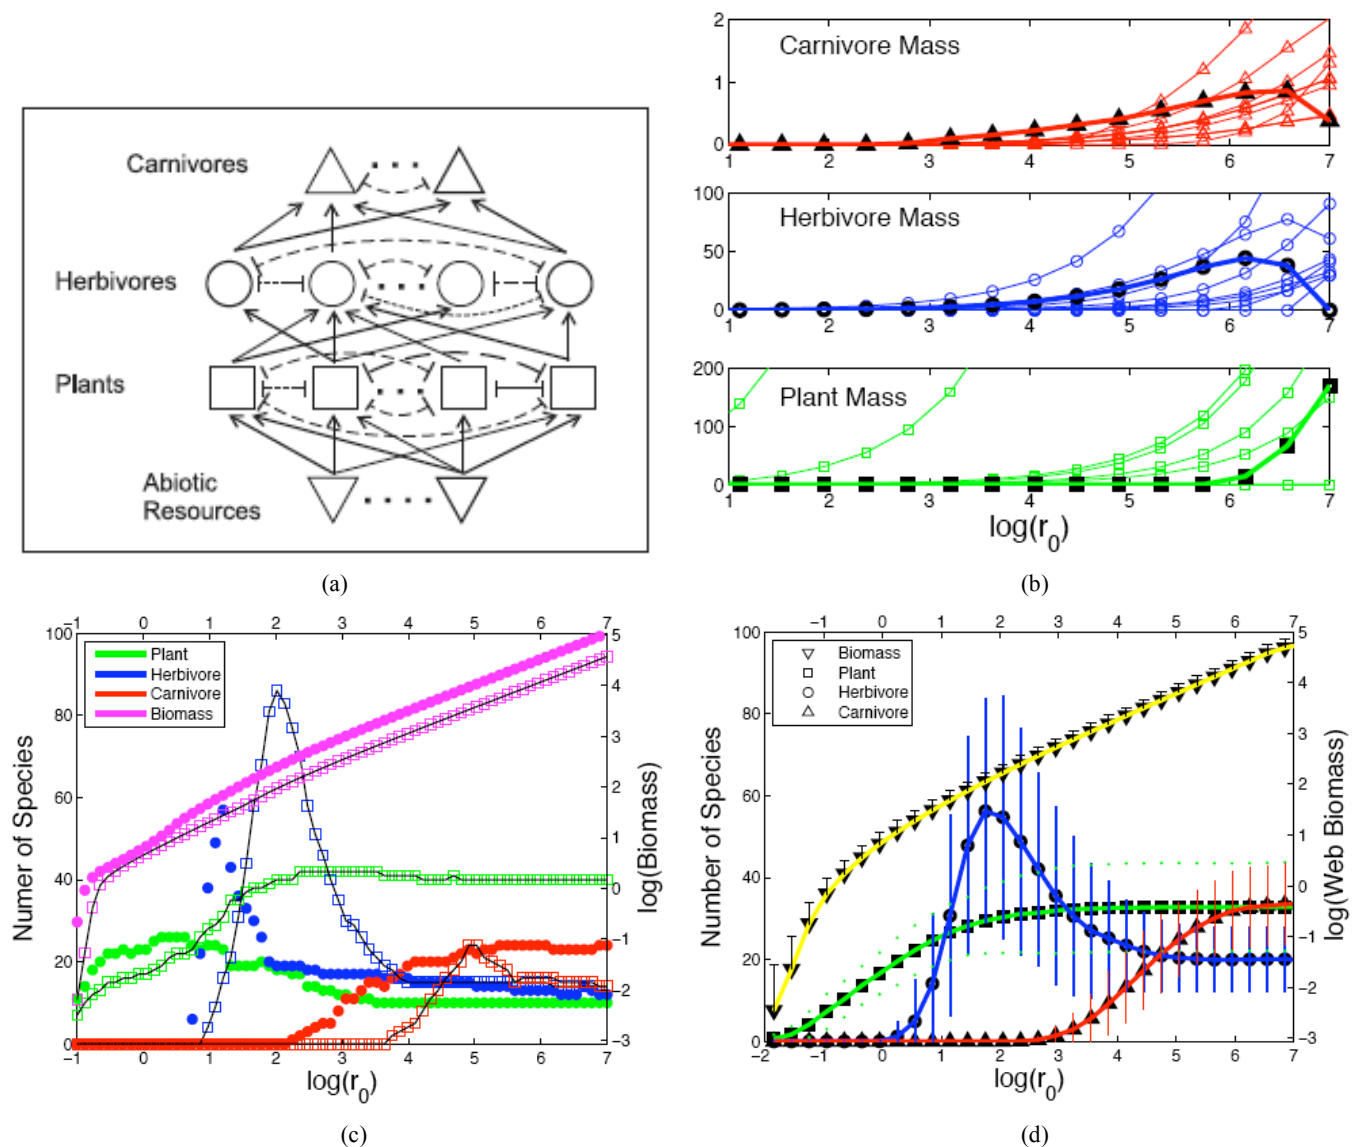 Carnivores
Herbivores
Plants
Abiotic
Resources
(a)
2
1
0
Carnivore Mass
1 2 3 4 5 6 7
100
50
0
Herbivore Mass
1 2 3 4 5 6 7
200
100
0
Plant Mass
1 2 3 4 5 6 7
log(r0)
(b)
−1 0 1 2 3 4 5 6 7
100
80
60
40
20
0
Numer of Species
Plant
Herbivore
Carnivore
Biomass
5
4
3
2
1
0
−1
−2
−3
log(Biomass)
−1 0 1 2 3 4 5 6 7
log(r0)
(c)
−1 0 1 2 3 4 5 6 7
100
80
60
40
20
0
Number of Species
Biomass
Plant
Herbivore
Carnivore
5
4
3
2
1
0
−1
−2
−3
log(Web Biomass)
−2 −1 0 1 2 3 4 5 6 7
log(r0)
(d)